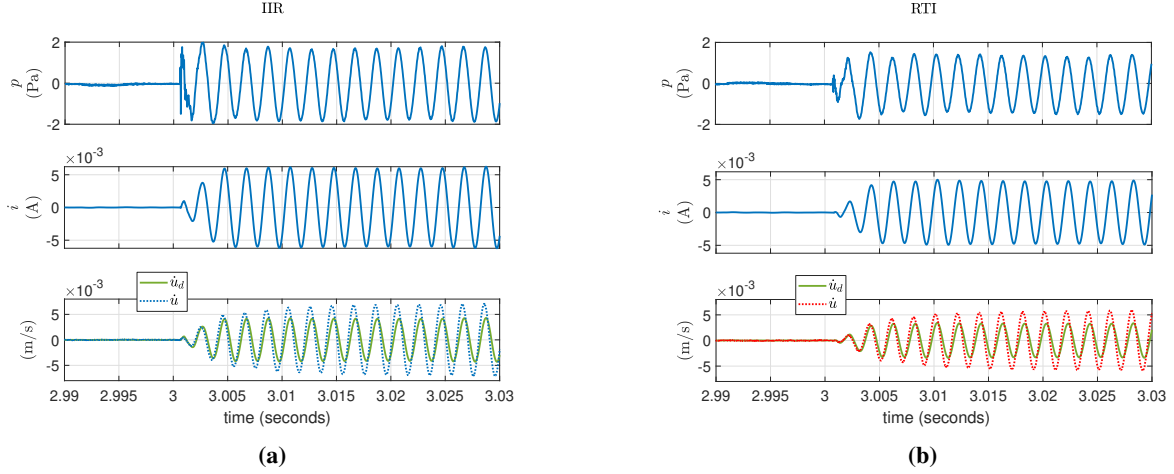 IIR
p
(Pa)
2
0
-2
×10⁻³
i
(A)
5
0
-5
×10⁻³
u̇_d
u̇
(m/s)
5
0
-5
2.99 2.995 3 3.005 3.01 3.015 3.02 3.025 3.03
time (seconds)
(a)
RTI
p
(Pa)
2
0
-2
×10⁻³
i
(A)
5
0
-5
×10⁻³
u̇_d
u̇
(m/s)
5
0
-5
2.99 2.995 3 3.005 3.01 3.015 3.02 3.025 3.03
time (seconds)
(b)